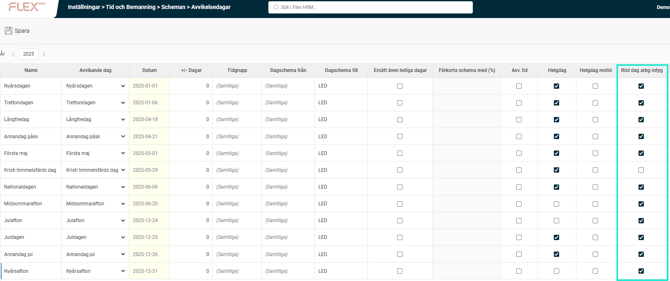 FLEX HRM Inställningar > Tid och Bemanning > Scheman > Avvikelsedagar Sök i Flex HRM... Demo
Spara
År 2025
Namn Avvikande dag Datum +/- Dagar Tidgrupp Dagschema från Dagschema till Ersätt även lediga dagar Förkorta schema med (%) Avv. tid Helgdag Helgdag restid Röd dag arbg-intyg
Nyårsdagen Nyårsdagen 2025-01-01 0 (Samtliga) (Samtliga) LED
Trettondagen Trettondagen 2025-01-06 0 (Samtliga) (Samtliga) LED
Långfredag Långfredag 2025-04-18 0 (Samtliga) (Samtliga) LED
Annandag påsk Annandag påsk 2025-04-21 0 (Samtliga) (Samtliga) LED
Första maj Första maj 2025-05-01 0 (Samtliga) (Samtliga) LED
Kristi himmelsfärds dag Kristi himmelsfärds dag 2025-05-29 0 (Samtliga) (Samtliga) LED
Nationaldagen Nationaldagen 2025-06-06 0 (Samtliga) (Samtliga) LED
Midsommarafton Midsommarafton 2025-06-20 0 (Samtliga) (Samtliga) LED
Julafton Julafton 2025-12-24 0 (Samtliga) (Samtliga) LED
Juldagen Juldagen 2025-12-25 0 (Samtliga) (Samtliga) LED
Annandag jul Annandag jul 2025-12-26 0 (Samtliga) (Samtliga) LED
Nyårsafton Nyårsafton 2025-12-31 0 (Samtliga) (Samtliga) LED